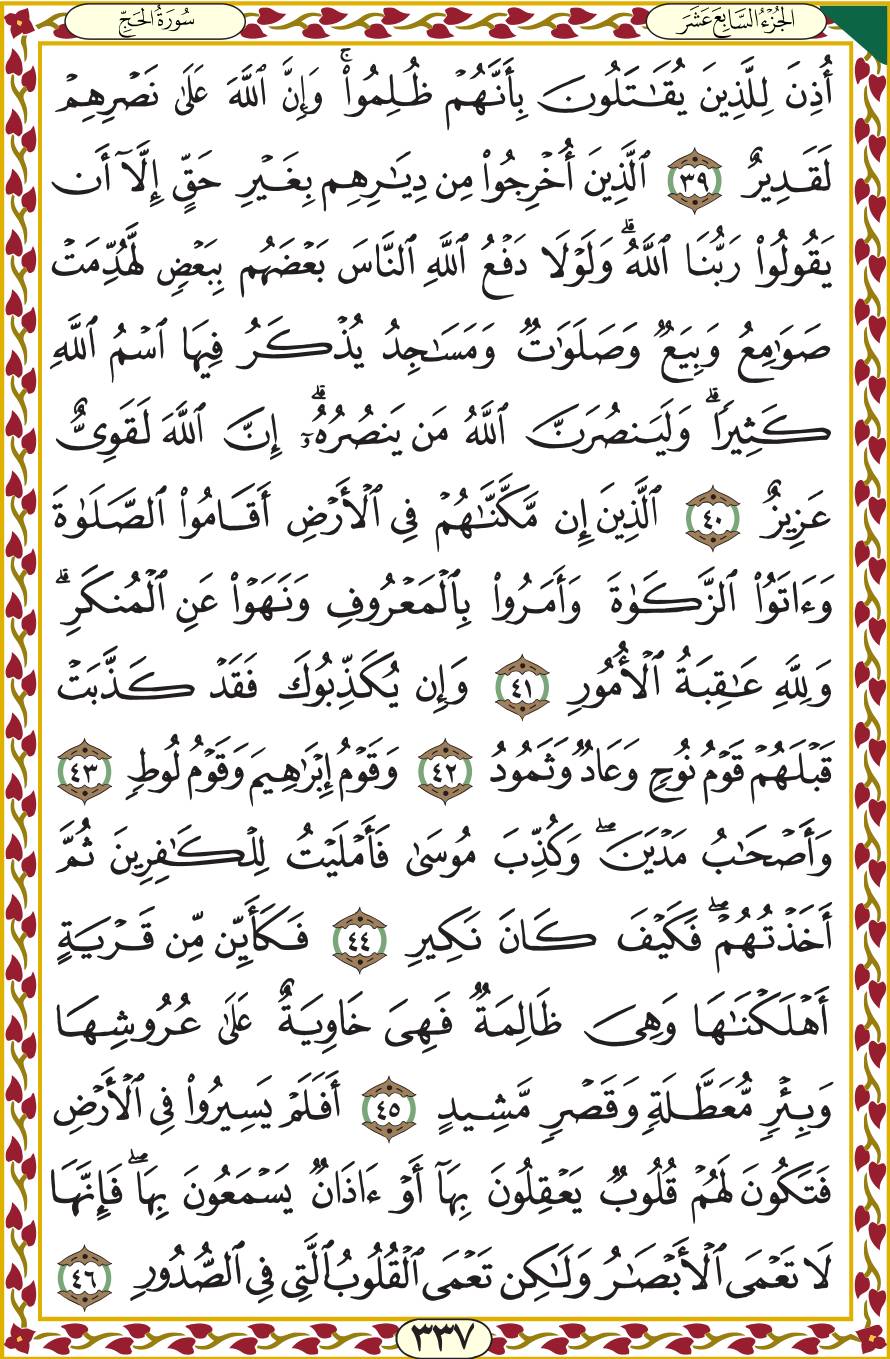 الجُزْءُ السَّابِعَ عَشَرَ
سُورَةُ الحَجِّ
أُذِنَ لِلَّذِينَ يُقَٰتَلُونَ بِأَنَّهُمۡ ظُلِمُواْۚ وَإِنَّ ٱللَّهَ عَلَىٰ نَصۡرِهِمۡ
لَقَدِيرٌ ٣٩ ٱلَّذِينَ أُخۡرِجُواْ مِن دِيَٰرِهِم بِغَيۡرِ حَقٍّ إِلَّآ أَن
يَقُولُواْ رَبُّنَا ٱللَّهُۗ وَلَوۡلَا دَفۡعُ ٱللَّهِ ٱلنَّاسَ بَعۡضَهُم بِبَعۡضٖ لَّهُدِّمَتۡ
صَوَٰمِعُ وَبِيَعٞ وَصَلَوَٰتٞ وَمَسَٰجِدُ يُذۡكَرُ فِيهَا ٱسۡمُ ٱللَّهِ
كَثِيرٗاۗ وَلَيَنصُرَنَّ ٱللَّهُ مَن يَنصُرُهُۥٓۗ إِنَّ ٱللَّهَ لَقَوِيٌّ
عَزِيزٌ ٤٠ ٱلَّذِينَ إِن مَّكَّنَّٰهُمۡ فِي ٱلۡأَرۡضِ أَقَامُواْ ٱلصَّلَوٰةَ
وَءَاتَوُاْ ٱلزَّكَوٰةَ وَأَمَرُواْ بِٱلۡمَعۡرُوفِ وَنَهَوۡاْ عَنِ ٱلۡمُنكَرِۗ
وَلِلَّهِ عَٰقِبَةُ ٱلۡأُمُورِ ٤١ وَإِن يُكَذِّبُوكَ فَقَدۡ كَذَّبَتۡ
قَبۡلَهُمۡ قَوۡمُ نُوحٖ وَعَادٞ وَثَمُودُ ٤٢ وَقَوۡمُ إِبۡرَٰهِيمَ وَقَوۡمُ لُوطٖ ٤٣
وَأَصۡحَٰبُ مَدۡيَنَۖ وَكُذِّبَ مُوسَىٰ فَأَمۡلَيۡتُ لِلۡكَٰفِرِينَ ثُمَّ
أَخَذۡتُهُمۡۖ فَكَيۡفَ كَانَ نَكِيرِ ٤٤ فَكَأَيِّن مِّن قَرۡيَةٍ
أَهۡلَكۡنَٰهَا وَهِيَ ظَالِمَةٞ فَهِيَ خَاوِيَةٌ عَلَىٰ عُرُوشِهَا
وَبِئۡرٖ مُّعَطَّلَةٖ وَقَصۡرٖ مَّشِيدٍ ٤٥ أَفَلَمۡ يَسِيرُواْ فِي ٱلۡأَرۡضِ
فَتَكُونَ لَهُمۡ قُلُوبٞ يَعۡقِلُونَ بِهَآ أَوۡ ءَاذَانٞ يَسۡمَعُونَ بِهَاۖ فَإِنَّهَا
لَا تَعۡمَى ٱلۡأَبۡصَٰرُ وَلَٰكِن تَعۡمَى ٱلۡقُلُوبُ ٱلَّتِي فِي ٱلصُّدُورِ ٤٦
٣٣٧